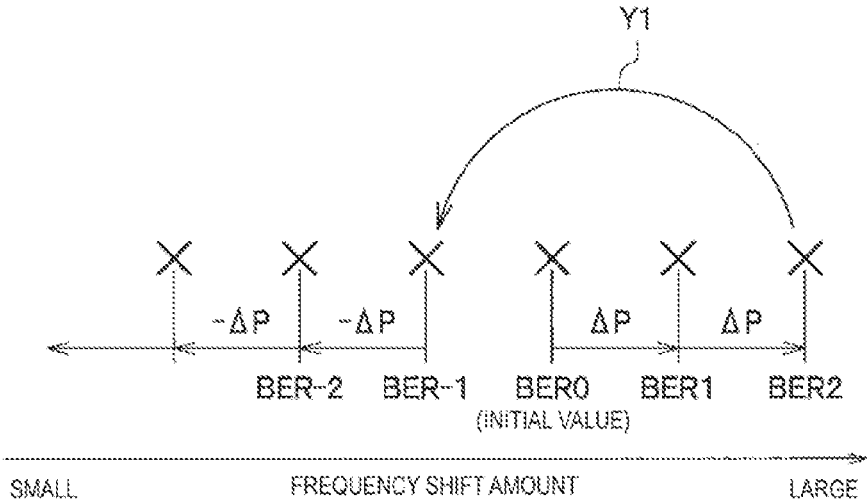 Y1
-ΔP -ΔP ΔP ΔP
BER-2 BER-1 BER0 BER1 BER2
(INITIAL VALUE)
SMALL FREQUENCY SHIFT AMOUNT LARGE